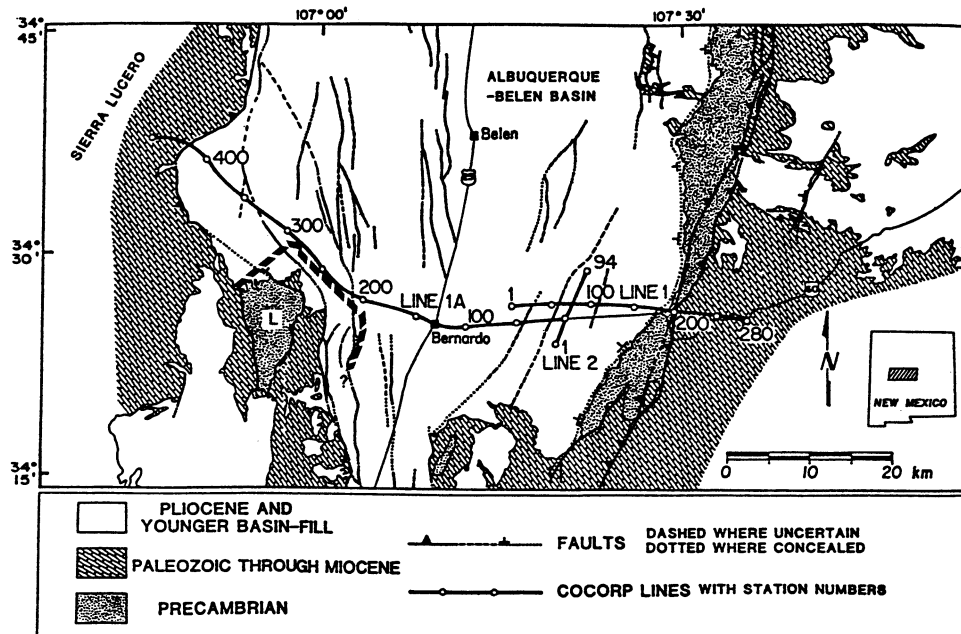 107° 00'
107° 30'
34°
45'
SIERRA LUCERO
ALBUQUERQUE
-BELEN BASIN
Belen
400
300
30'
34°
200
94
LINE 1A
1
100
LINE 1
100
Bernardo
L
1
LINE 2
200
280
?
N
NEW MEXICO
34°
15'
0 10 20
km
PLIOCENE AND
YOUNGER BASIN-FILL
PALEOZOIC THROUGH MIOCENE
PRECAMBRIAN
FAULTS DASHED WHERE UNCERTAIN
DOTTED WHERE CONCEALED
COCORP LINES WITH STATION NUMBERS